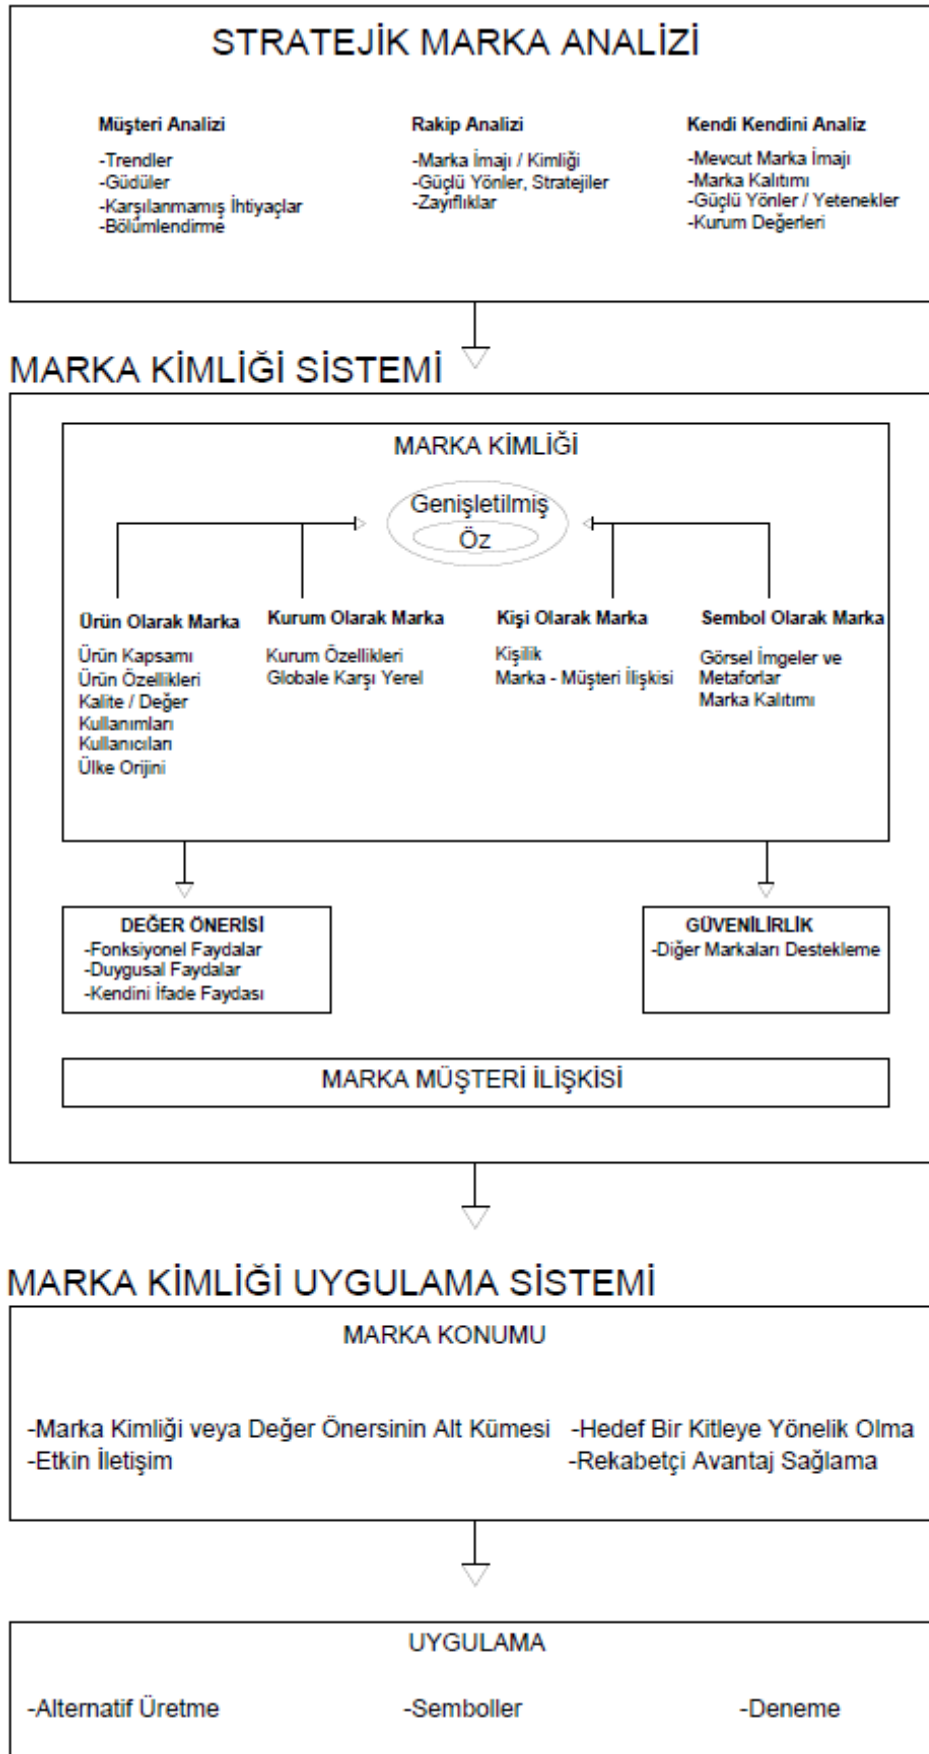 STRATEJİK MARKA ANALİZİ
Müşteri Analizi
-Trendler
-Güdüler
-Karşılanmamış İhtiyaçlar
-Bölümlendirme
Rakip Analizi
-Marka İmajı / Kimliği
-Güçlü Yönler, Stratejiler
-Zayıflıklar
Kendi Kendini Analiz
-Mevcut Marka İmajı
-Marka Kalıtımı
-Güçlü Yönler / Yetenekler
-Kurum Değerleri
MARKA KİMLİĞİ SİSTEMİ
MARKA KİMLİĞİ
Genişletilmiş
Öz
Ürün Olarak Marka
Ürün Kapsamı
Ürün Özellikleri
Kalite / Değer
Kullanımları
Kullanıcıları
Ülke Orijini
Kurum Olarak Marka
Kurum Özellikleri
Globale Karşı Yerel
Kişi Olarak Marka
Kişilik
Marka - Müşteri İlişkisi
Sembol Olarak Marka
Görsel İmgeler ve
Metaforlar
Marka Kalıtımı
DEĞER ÖNERİSİ
-Fonksiyonel Faydalar
-Duygusal Faydalar
-Kendini İfade Faydası
GÜVENİLİRLİK
-Diğer Markaları Destekleme
MARKA MÜŞTERİ İLİŞKİSİ
MARKA KİMLİĞİ UYGULAMA SİSTEMİ
MARKA KONUMU
-Marka Kimliği veya Değer Önersinin Alt Kümesi
-Etkin İletişim
-Hedef Bir Kitleye Yönelik Olma
-Rekabetçi Avantaj Sağlama
UYGULAMA
-Alternatif Üretme
-Semboller
-Deneme